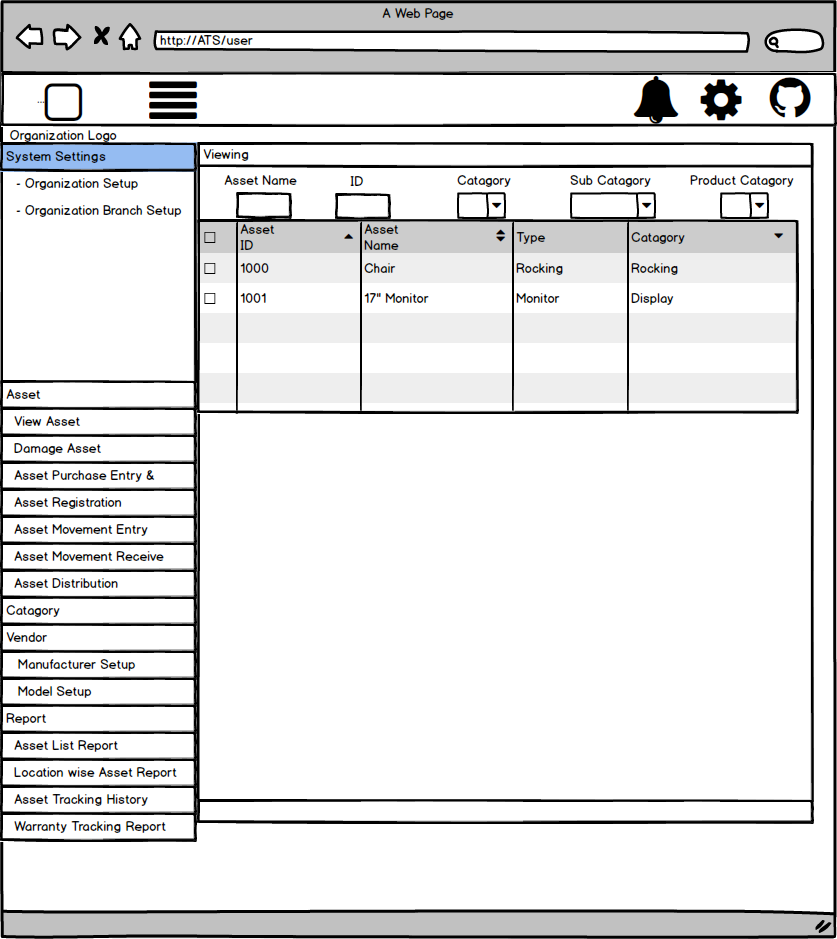 A Web Page
http://ATS/user
Organization Logo
System Settings
- Organization Setup
- Organization Branch Setup
Asset
View Asset
Damage Asset
Asset Purchase Entry &
Asset Registration
Asset Movement Entry
Asset Movement Receive
Asset Distribution
Catagory
Vendor
Manufacturer Setup
Model Setup
Report
Asset List Report
Location wise Asset Report
Asset Tracking History
Warranty Tracking Report
Viewing
Asset Name ID Catagory Sub Catagory Product Catagory
Asset ID Asset Name Type Catagory
1000 Chair Rocking Rocking
1001 17" Monitor Monitor Display